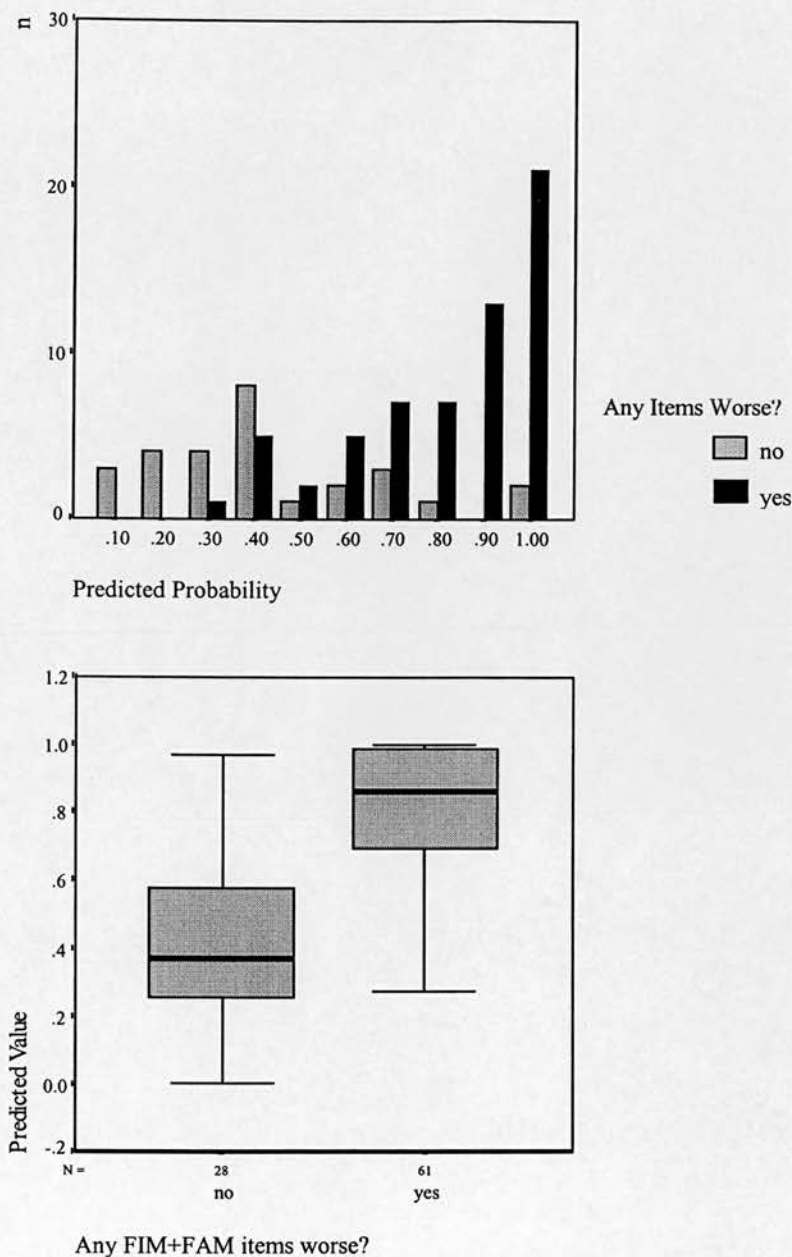 n
30
20
10
0
.10 .20 .30 .40 .50 .60 .70 .80 .90 1.00
Predicted Probability
Any Items Worse?
no
yes
1.2
1.0
.8
.6
.4
.2
0.0
-.2
Predicted Value
N = 28 61
no yes
Any FIM+FAM items worse?